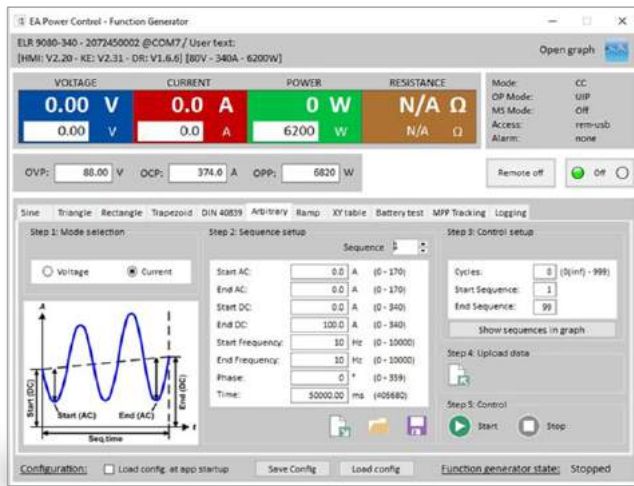 EA Power Control - Function Generator
ELR 9080-340 - 2072450002 @COM7 / User text:
[HMI: V2.20 - KE: V2.31 - DR: V1.6.6] [80V - 340A - 6200W]
Open graph
VOLTAGE CURRENT POWER RESISTANCE
0.00 V 0.0 A 0 W N/A Ω
0.00 V 0.0 A 6200 W N/A Ω
Mode: CC
OP Mode: UIP
MS Mode: Off
Access: rem-usb
Alarm: none
OVP: 88.00 V OCP: 374.0 A OPP: 6820 W
Remote off
Off
Sine Triangle Rectangle Trapezoid DIN 40839 Arbitrary Ramp XY table Battery test MPP Tracking Logging
Step 1: Mode selection
Voltage Current
A
Start (DC)
Start (AC)
End (AC)
End (DC)
t
Seq.time
Step 2: Sequence setup
Sequence
Start AC: 0.0 A (0 - 170)
End AC: 0.0 A (0 - 170)
Start DC: 0.0 A (0 - 340)
End DC: 100.0 A (0 - 340)
Start Frequency: 10 Hz (0 - 10000)
End Frequency: 10 Hz (0 - 10000)
Phase: 0 ° (0 - 359)
Time: 50000.00 ms (405680)
Step 3: Control setup
Cycles: 0 (0(inf) - 999)
Start Sequence: 1
End Sequence: 99
Show sequences in graph
Step 4: Upload data
Step 5: Control
Start Stop
Configuration: Load config. at app startup Save Config Load config Function generator state: Stopped